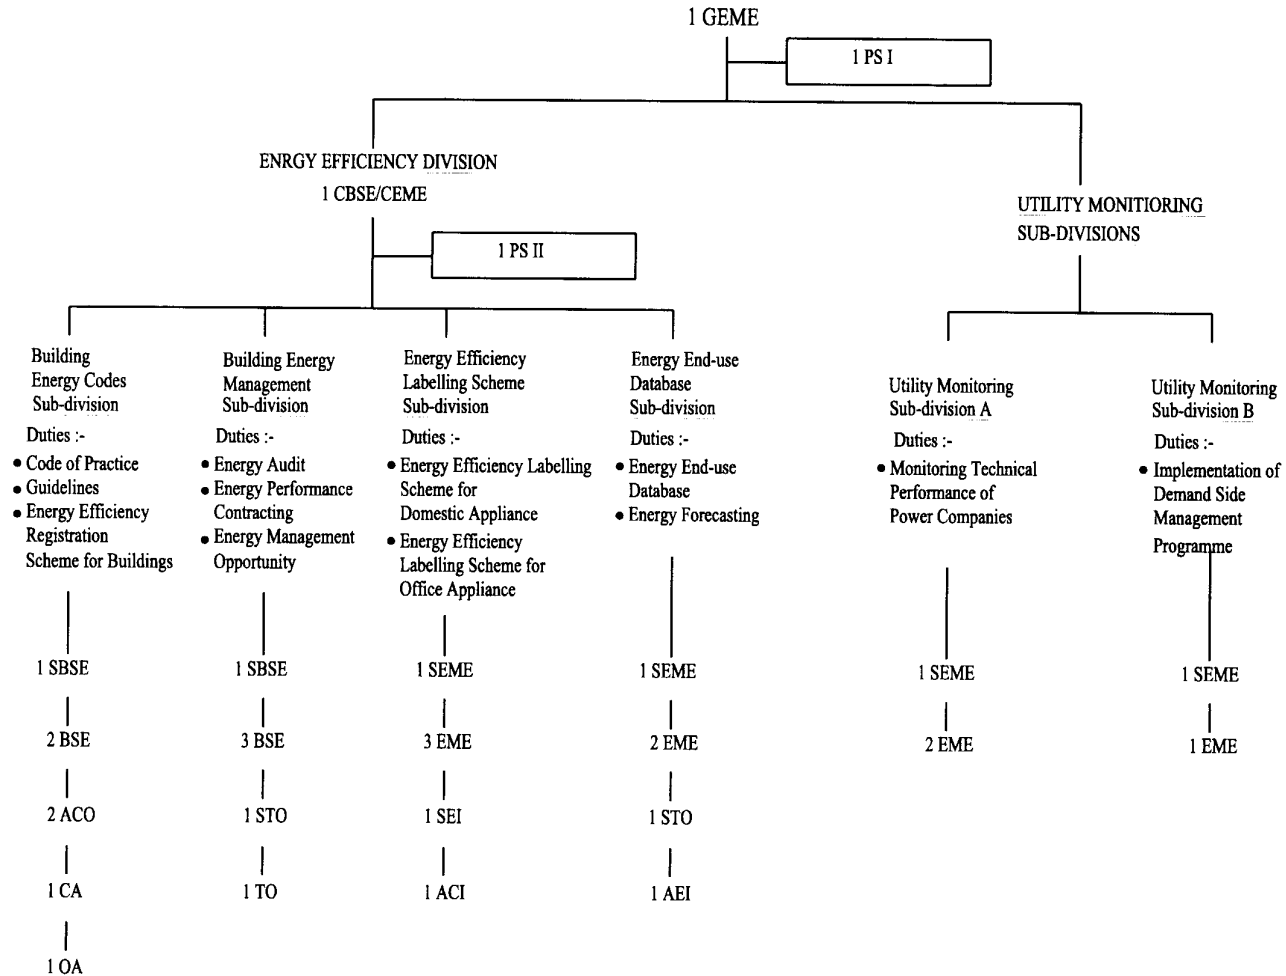 1 GEME
1 PS I
ENRGY EFFICIENCY DIVISION
1 CBSE/CEME
1 PS II
UTILITY MONITIORING
SUB-DIVISIONS
Building
Energy Codes
Sub-division
Duties :-
• Code of Practice
• Guidelines
• Energy Efficiency
Registration
Scheme for Buildings
1 SBSE
2 BSE
2 ACO
1 CA
1 OA
Building Energy
Management
Sub-division
Duties :-
• Energy Audit
• Energy Performance
Contracting
• Energy Management
Opportunity
1 SBSE
3 BSE
1 STO
1 TO
Energy Efficiency
Labelling Scheme
Sub-division
Duties :-
• Energy Efficiency Labelling
Scheme for
Domestic Appliance
• Energy Efficiency
Labelling Scheme for
Office Appliance
1 SEME
3 EME
1 SEI
1 ACI
Energy End-use
Database
Sub-division
Duties :-
• Energy End-use
Database
• Energy Forecasting
1 SEME
2 EME
1 STO
1 AEI
Utility Monitoring
Sub-division A
Duties :-
• Monitoring Technical
Performance of
Power Companies
1 SEME
2 EME
Utility Monitoring
Sub-division B
Duties :-
• Implementation of
Demand Side
Management
Programme
1 SEME
1 EME